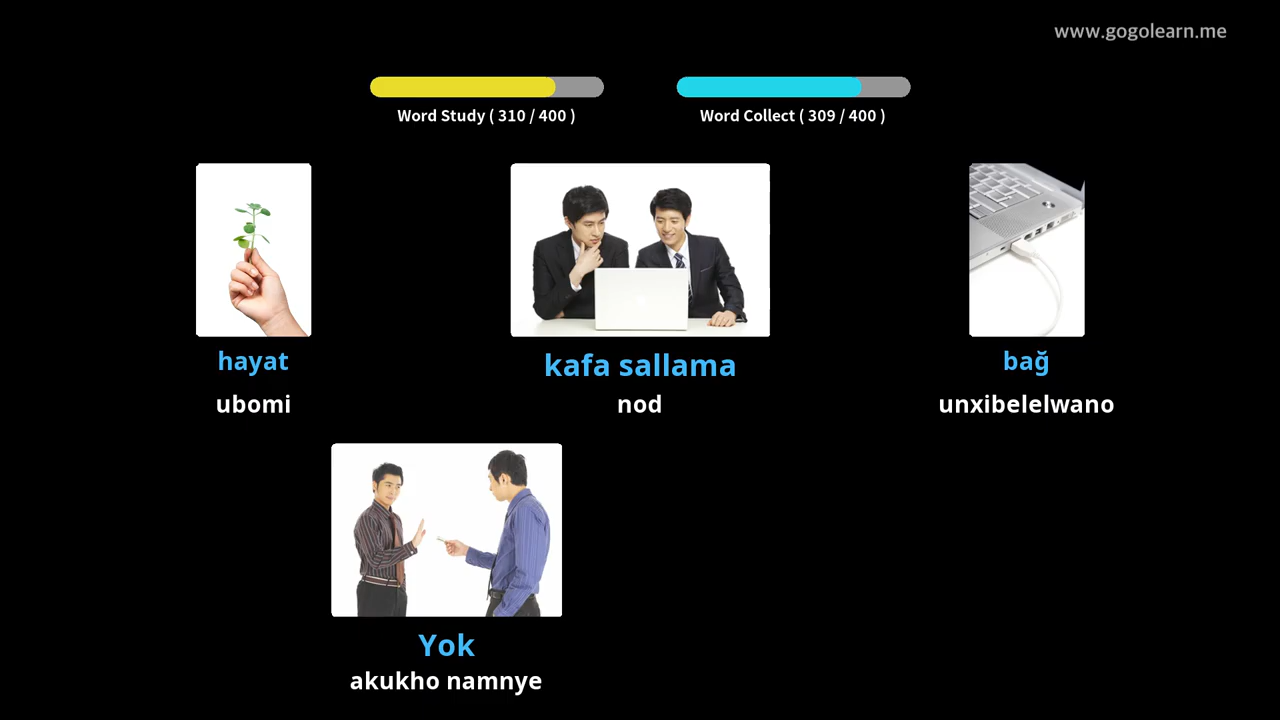 www.gogolearn.me
Word Study ( 310 / 400 )
Word Collect ( 309 / 400 )
hayat
ubomi
kafa sallama
nod
bağ
unxibelelwano
Yok
akukho namnye